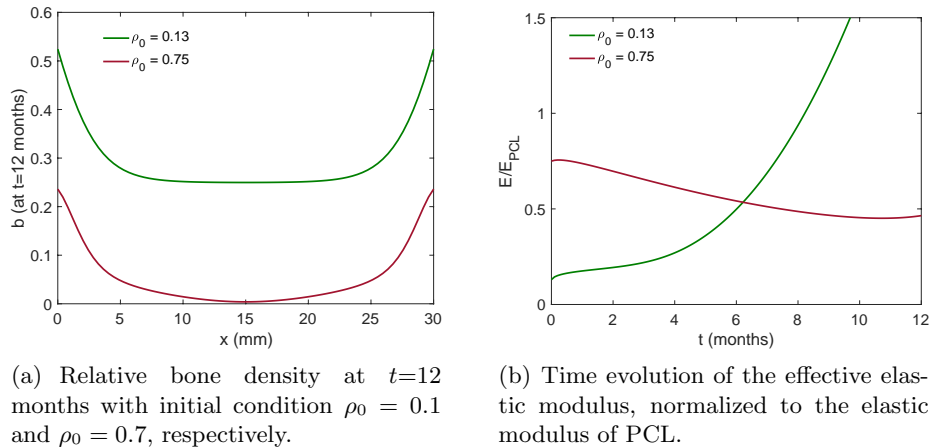 0.6
0.5
0.4
0.3
0.2
0.1
0
b (at t=12 months)
ρ0 = 0.13
ρ0 = 0.75
0 5 10 15 20 25 30
x (mm)
1.5
1
0.5
0
E/EPCL
ρ0 = 0.13
ρ0 = 0.75
0 2 4 6 8 10 12
t (months)
(a) Relative bone density at t=12
months with initial condition ρ0 = 0.1
and ρ0 = 0.7, respectively.
(b) Time evolution of the effective elas-
tic modulus, normalized to the elastic
modulus of PCL.